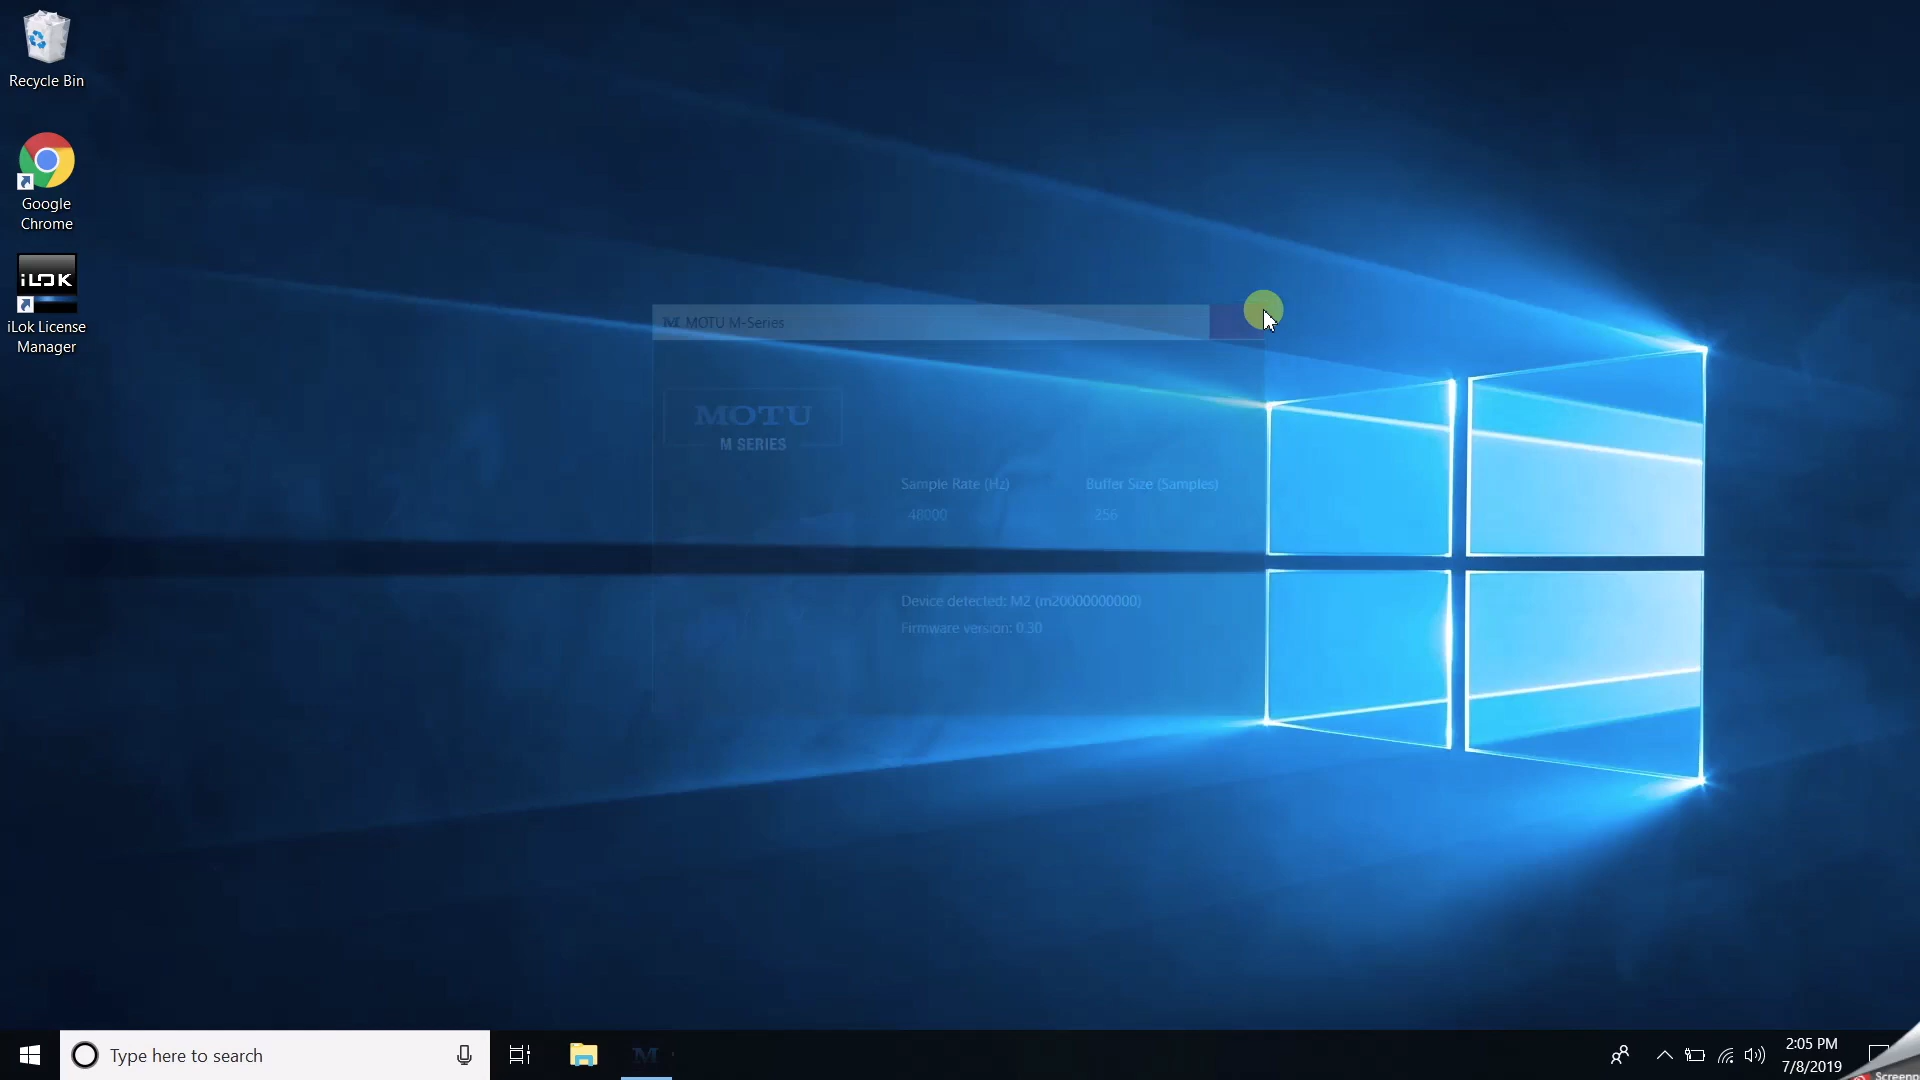 Recycle Bin
Google
Chrome
iLOK
iLok License
Manager
M MOTU M-Series
MOTU
M SERIES
Sample Rate (Hz)
Buffer Size (Samples)
48000
256
Device detected: M2 (m20000000000)
Firmware version: 0.30
Type here to search
M
2:05 PM
7/8/2019